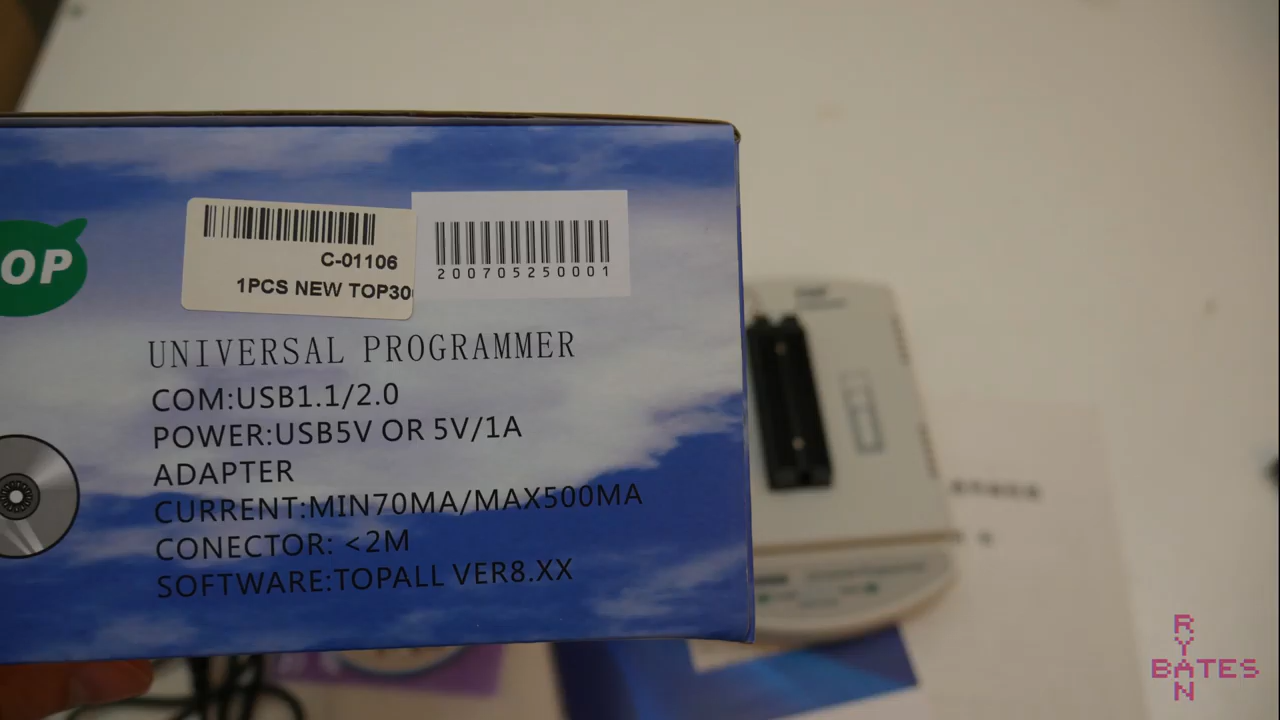 OP
C-01106
1PCS NEW TOP30
200705250001
UNIVERSAL PROGRAMMER
COM:USB1.1/2.0
POWER:USB5V OR 5V/1A
ADAPTER
CURRENT:MIN70MA/MAX500MA
CONECTOR: <2M
SOFTWARE:TOPALL VER8.XX
RYAN
BATES